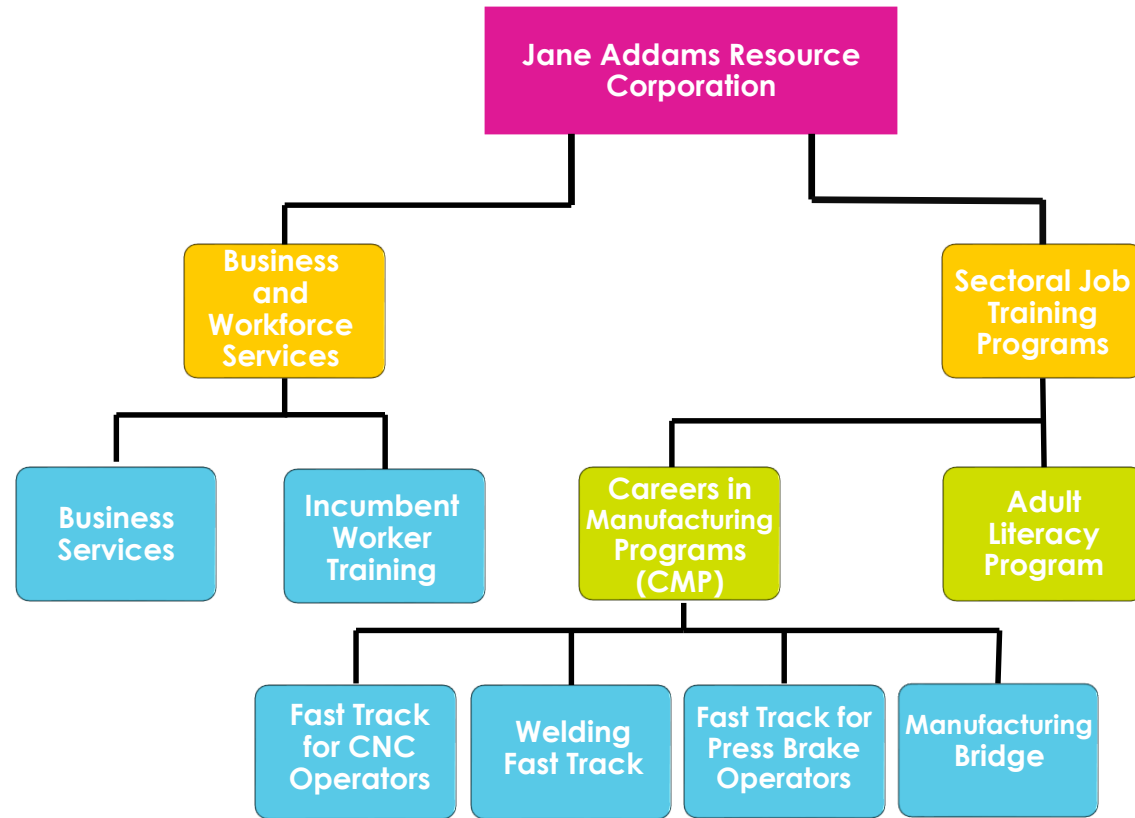 Jane Addams Resource
Corporation
Business
and
Workforce
Services
Sectoral Job
Training
Programs
Business
Services
Incumbent
Worker
Training
Careers in
Manufacturing
Programs
(CMP)
Adult
Literacy
Program
Fast Track
for CNC
Operators
Welding
Fast Track
Fast Track for
Press Brake
Operators
Manufacturing
Bridge